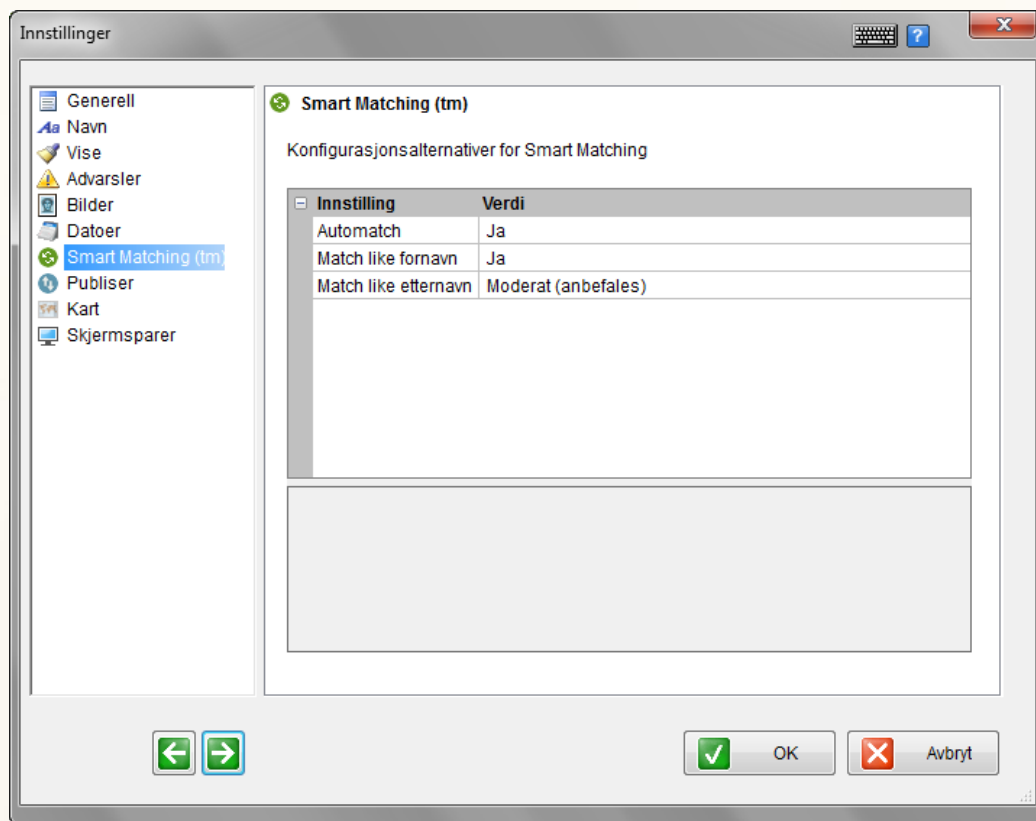 Innstillinger
Generell
Aa Navn
Vise
Advarsler
Bilder
Datoer
Smart Matching (tm)
Publiser
Kart
Skjermsparer
Smart Matching (tm)
Konfigurasjonsalternativer for Smart Matching
Innstilling Verdi
Automatch Ja
Match like fornavn Ja
Match like etternavn Moderat (anbefales)
OK
Avbryt